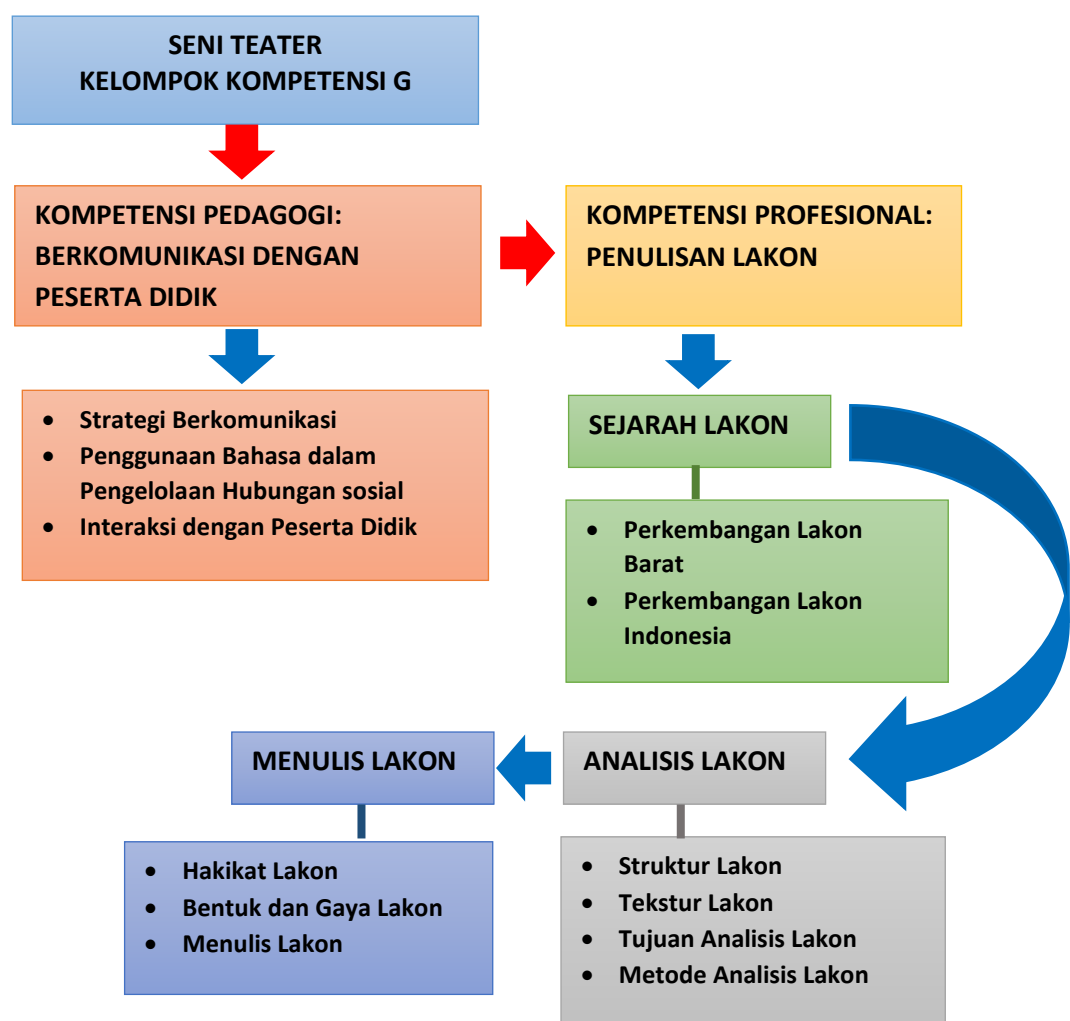 SENI TEATER
KELOMPOK KOMPETENSI G
KOMPETENSI PEDAGOGI:
BERKOMUNIKASI DENGAN
PESERTA DIDIK
KOMPETENSI PROFESIONAL:
PENULISAN LAKON
• Strategi Berkomunikasi
• Penggunaan Bahasa dalam
Pengelolaan Hubungan sosial
• Interaksi dengan Peserta Didik
SEJARAH LAKON
• Perkembangan Lakon
Barat
• Perkembangan Lakon
Indonesia
MENULIS LAKON
ANALISIS LAKON
• Hakikat Lakon
• Bentuk dan Gaya Lakon
• Menulis Lakon
• Struktur Lakon
• Tekstur Lakon
• Tujuan Analisis Lakon
• Metode Analisis Lakon